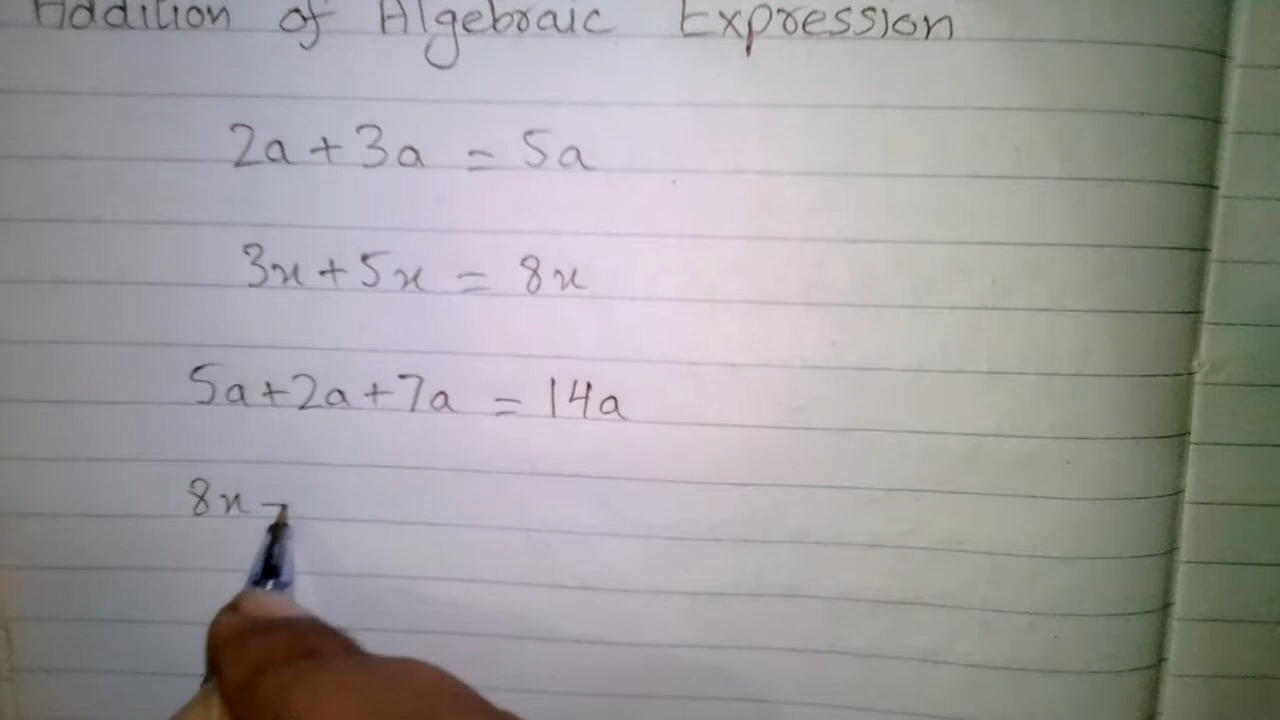 Addition of Algebraic Expression
2a + 3a = 5a
3x + 5x = 8x
5a + 2a + 7a = 14a
8x -